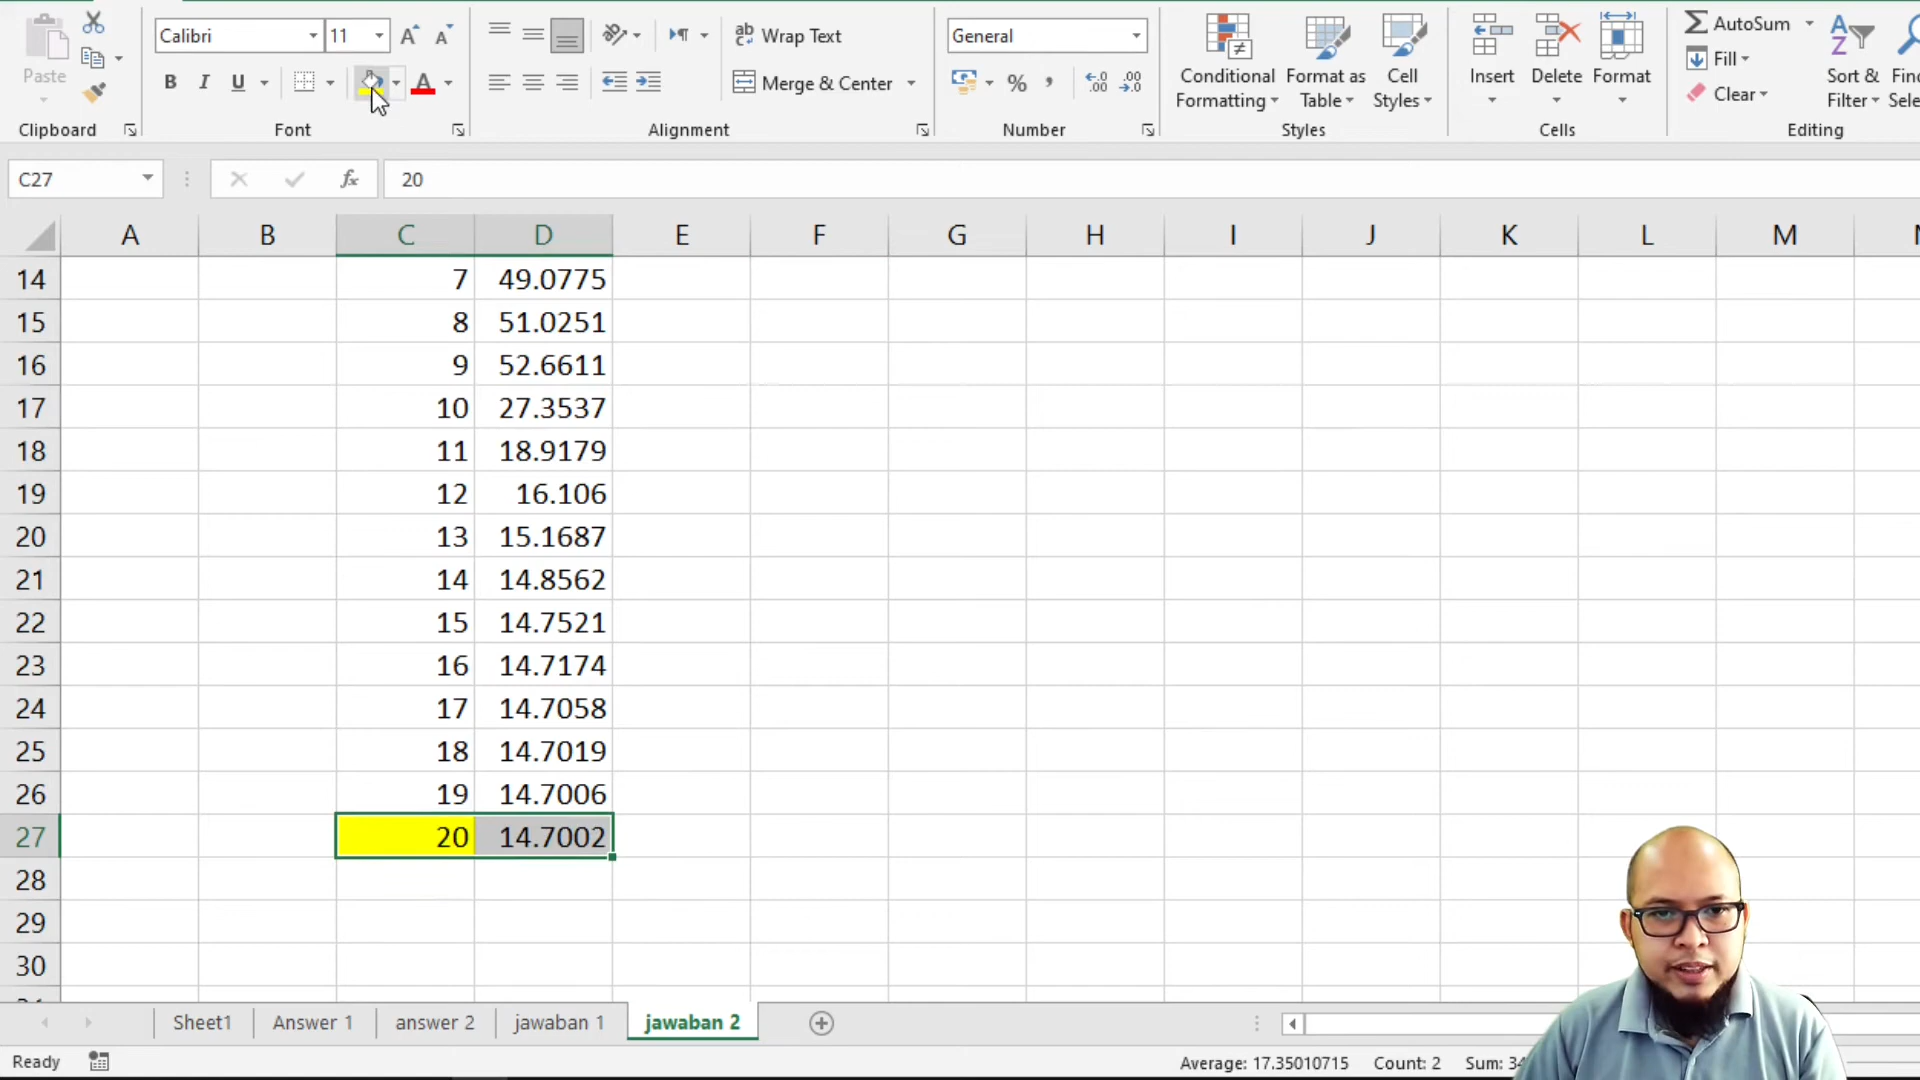 Calibri 11 Wrap Text General AutoSum
Paste B I U A Merge & Center % Conditional Formatting Format as Table Cell Styles Insert Delete Format Fill Clear Sort & Filter
Clipboard Font Alignment Number Styles Cells Editing
C27 fx 20
A B C D E F G H I J K L M
14 7 49.0775
15 8 51.0251
16 9 52.6611
17 10 27.3537
18 11 18.9179
19 12 16.106
20 13 15.1687
21 14 14.8562
22 15 14.7521
23 16 14.7174
24 17 14.7058
25 18 14.7019
26 19 14.7006
27 20 14.7002
28
29
30
Sheet1 Answer 1 answer 2 jawaban 1 jawaban 2
Ready Average: 17.35010715 Count: 2 Sum: 34